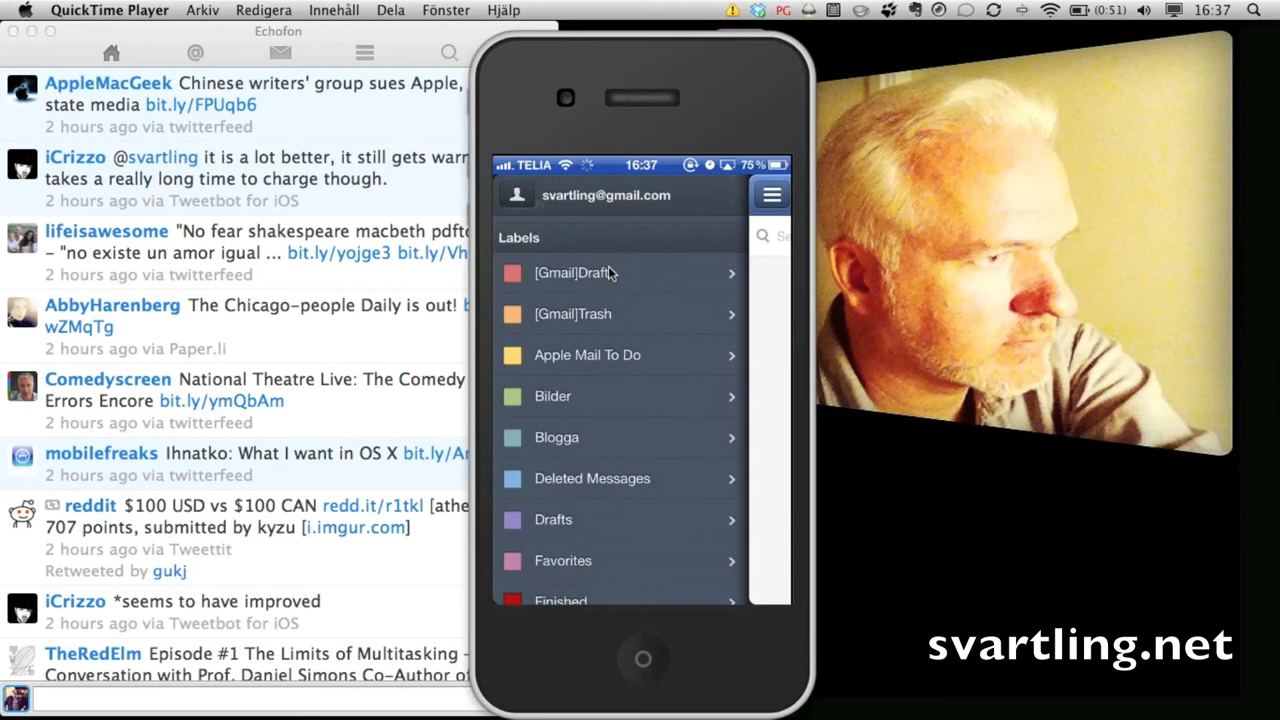 QuickTime Player Arkiv Redigera Innehåll Dela Fönster Hjälp PG (0:51) 16:37
Echofon
@
AppleMacGeek Chinese writers' group sues Apple,
state media bit.ly/FPUqb6
2 hours ago via twitterfeed
iCrizzo @svartling it is a lot better, it still gets
takes a really long time to charge though.
2 hours ago via Tweetbot for iOS
lifeisawesome "No fear shakespeare macbeth
– "no existe un amor igual ... bit.ly/yojge3
2 hours ago via twitterfeed
AbbyHarenberg The Chicago-people Daily is out!
wZMqTg
2 hours ago via Paper.li
Comedyscreen National Theatre Live: The Comedy
Errors Encore bit.ly/ymQbAm
2 hours ago via twitterfeed
mobilefreaks Ihnatko: What I want in OS X
2 hours ago via twitterfeed
reddit $100 USD vs $100 CAN redd.it/r1tkl
707 points, submitted by kyzu [i.imgur.com]
2 hours ago via Tweettit
Retweeted by gukj
iCrizzo *seems to have improved
2 hours ago via Tweetbot for iOS
TheRedElm Episode #1 The Limits of Multitasking –
Conversation with Prof. Daniel Simons Co-Author of
TELIA 16:37 75%
svartling@gmail.com
Labels
[Gmail]Drafts
[Gmail]Trash
Apple Mail To Do
Bilder
Blogga
Deleted Messages
Drafts
Favorites
Finished
svartling.net